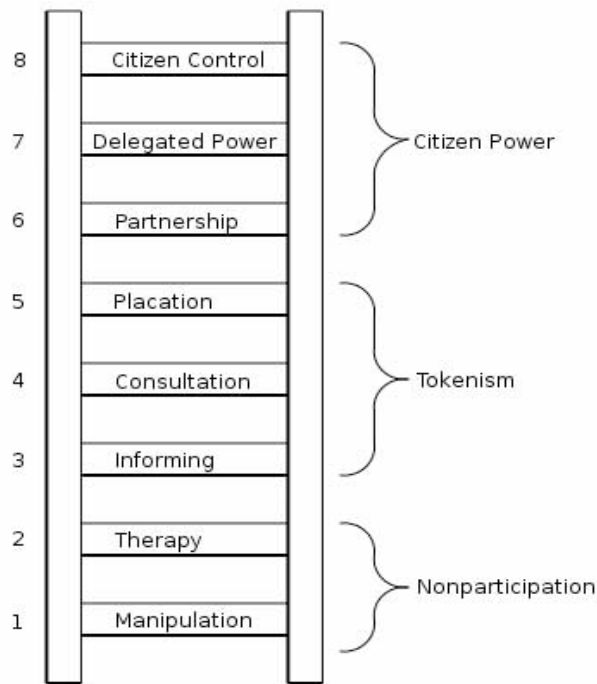 8 Citizen Control
7 Delegated Power
Citizen Power
6 Partnership
5 Placation
4 Consultation
Tokenism
3 Informing
2 Therapy
Nonparticipation
1 Manipulation